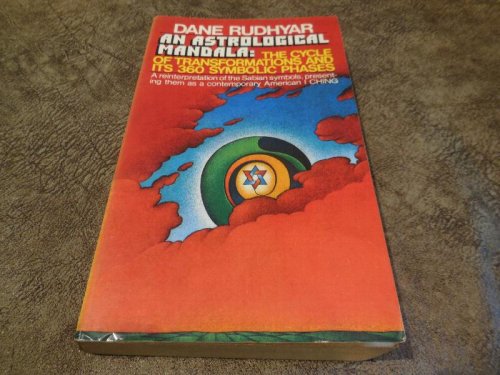 DANE RUDHYAR
AN ASTROLOGICAL
MANDALA: THE CYCLE
OF TRANSFORMATIONS AND
ITS 360 SYMBOLIC PHASES
A reinterpretation of the Sabian symbols, present-
ing them as a contemporary American I CHING